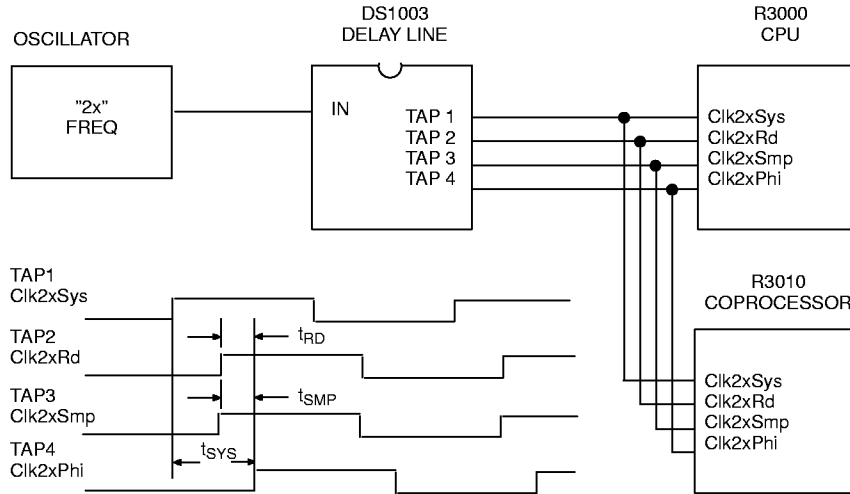 OSCILLATOR
"2x"
FREQ
DS1003
DELAY LINE
IN
TAP 1
TAP 2
TAP 3
TAP 4
R3000
CPU
Clk2xSys
Clk2xRd
Clk2xSmp
Clk2xPhi
R3010
COPROCESSOR
Clk2xSys
Clk2xRd
Clk2xSmp
Clk2xPhi
TAP1
Clk2xSys
TAP2
Clk2xRd
tRD
TAP3
Clk2xSmp
tSMP
TAP4
Clk2xPhi
tSYS